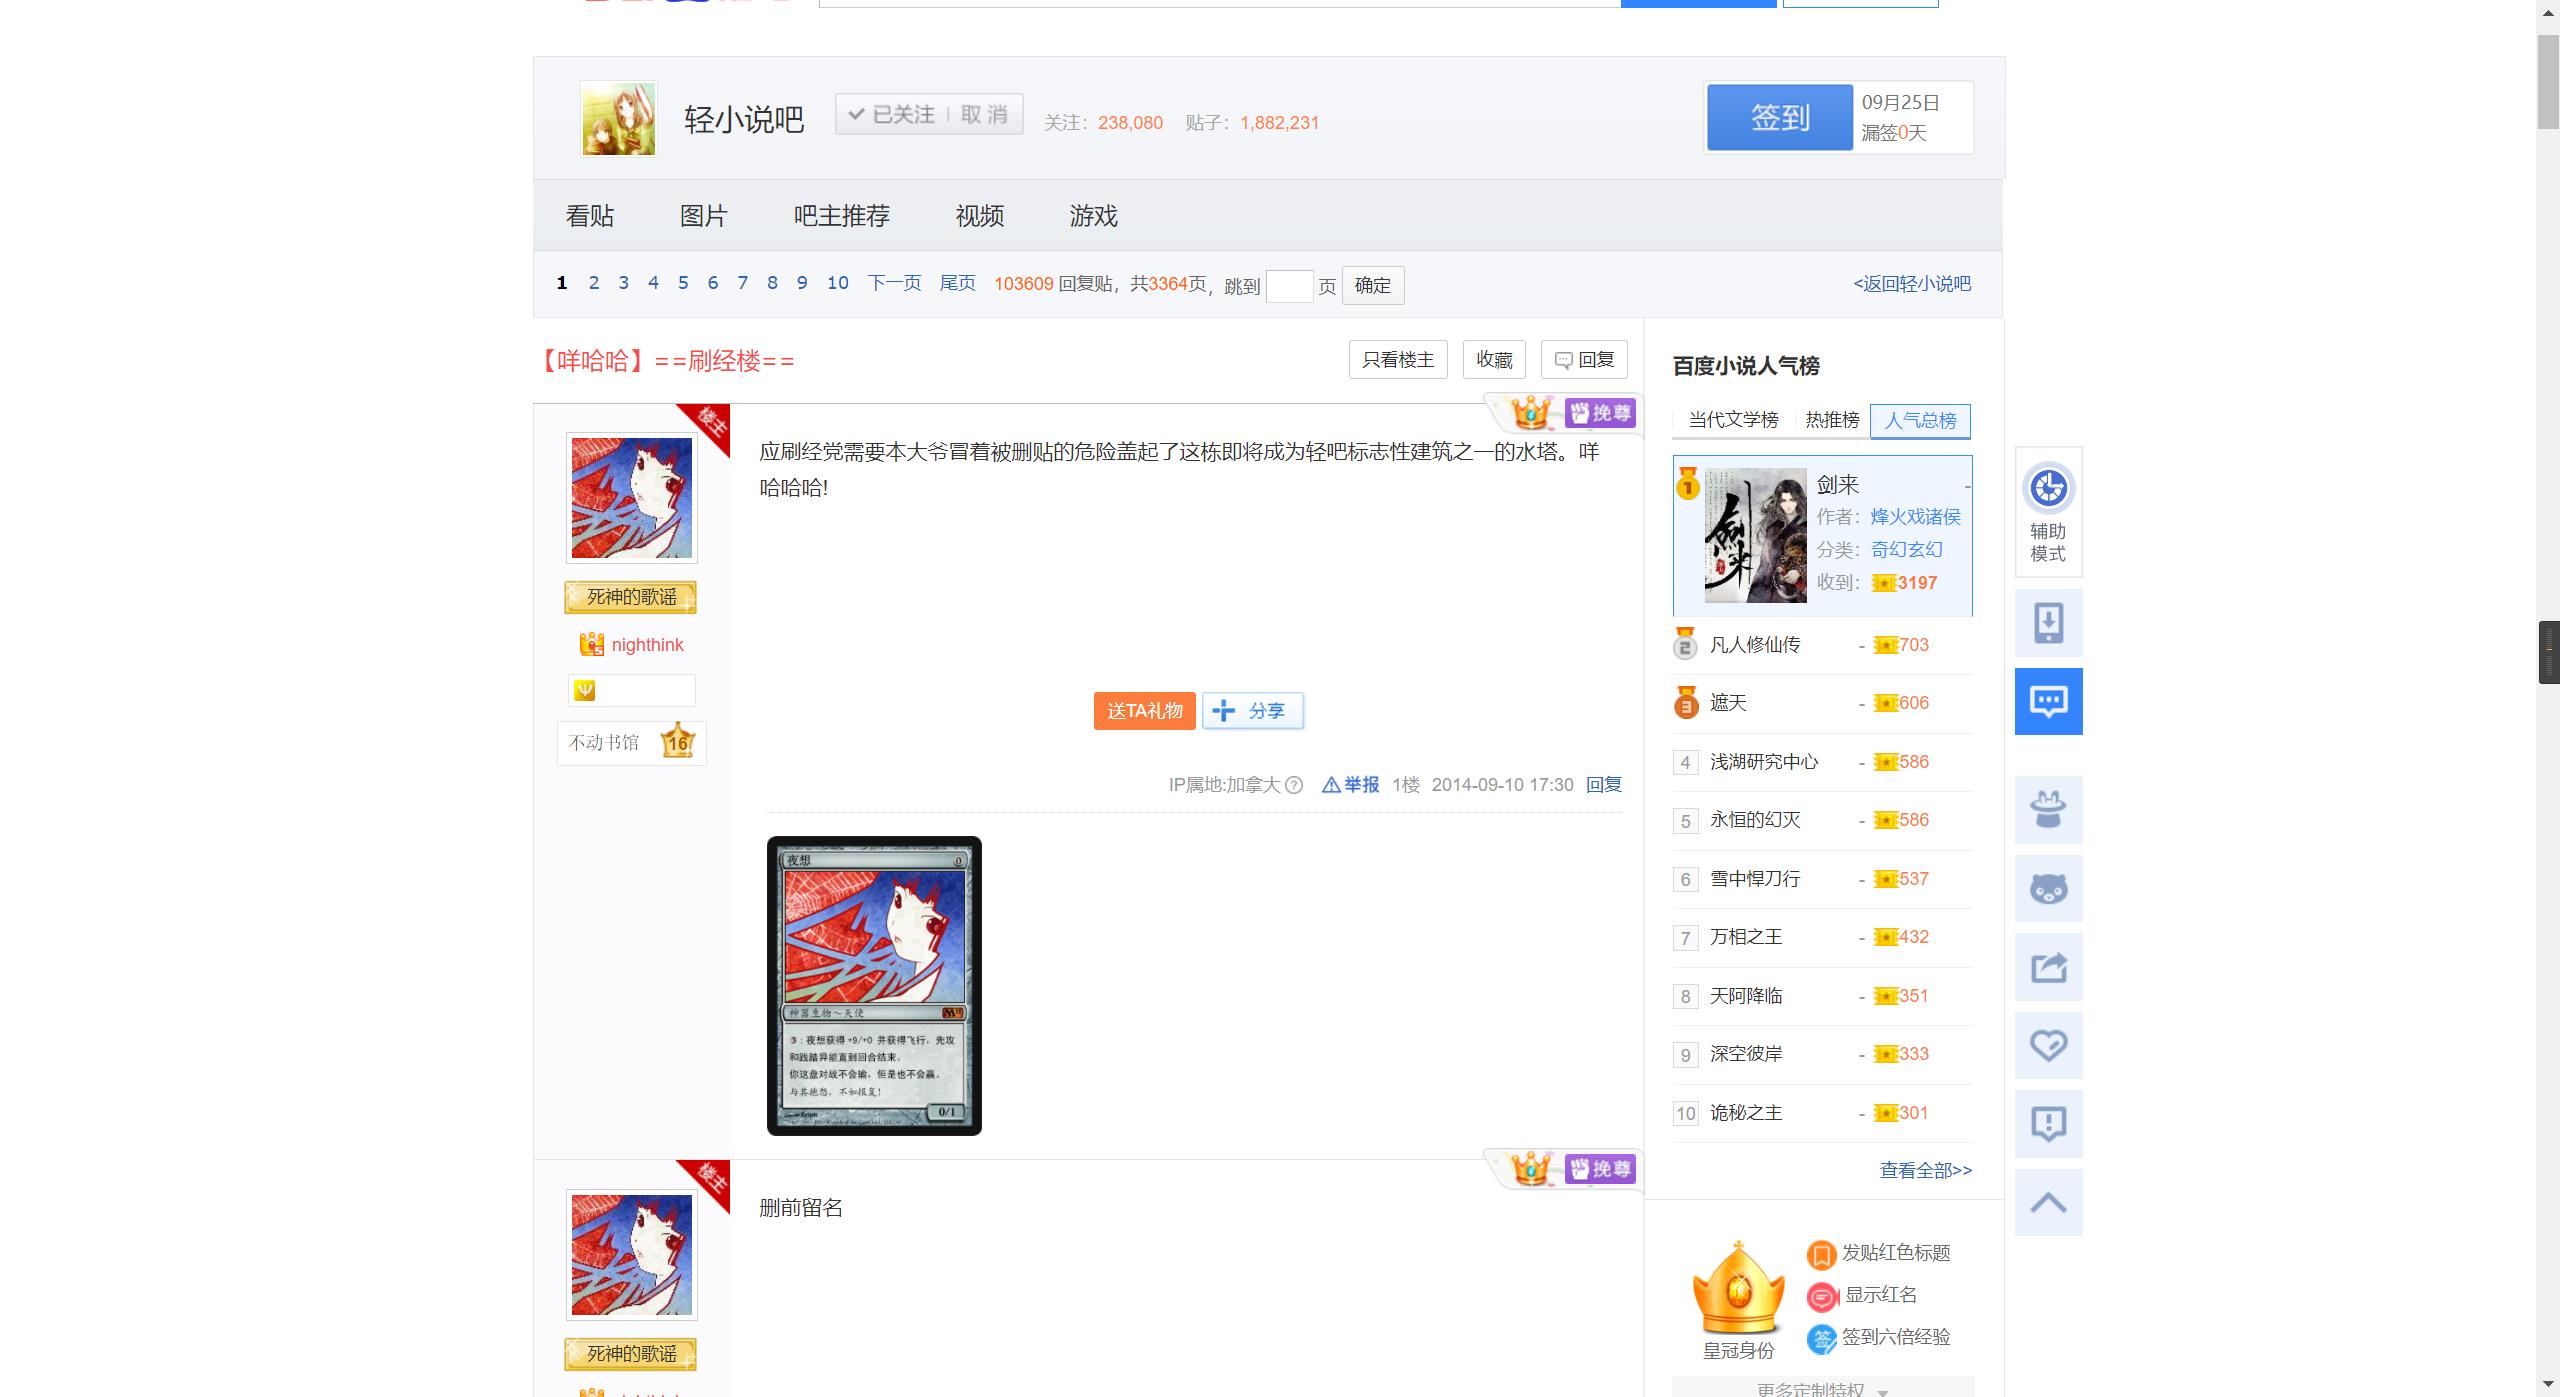 轻小说吧
已关注 取消
关注：238,080 贴子：1,882,231
签到
09月25日
漏签0天
看贴 图片 吧主推荐 视频 游戏
1 2 3 4 5 6 7 8 9 10 下一页 尾页 103609 回复贴，共3364页，跳到 页 确定
<返回轻小说吧
【咩哈哈】==刷经楼==
只看楼主 收藏 回复
楼主
挽尊
应刷经党需要本大爷冒着被删贴的危险盖起了这栋即将成为轻吧标志性建筑之一的水塔。咩
哈哈哈!
死神的歌谣
nighthink
不动书馆 16
送TA礼物 分享
IP属地:加拿大 举报 1楼 2014-09-10 17:30 回复
夜想 0
神器生物～天使
3：夜想获得+9/+0 并获得飞行，先攻
和践踏异能直到回合结束。
你这盘对战不会输，但是也不会赢。
与其抱怨，不如报复！
0/1
楼主
挽尊
删前留名
死神的歌谣
百度小说人气榜
当代文学榜 热推榜 人气总榜
1
剑来 -
剑来
作者：烽火戏诸侯
分类：奇幻玄幻
收到：3197
2 凡人修仙传 - 703
3 遮天 - 606
4 浅湖研究中心 - 586
5 永恒的幻灭 - 586
6 雪中悍刀行 - 537
7 万相之王 - 432
8 天阿降临 - 351
9 深空彼岸 - 333
10 诡秘之主 - 301
查看全部>>
皇冠身份
发贴红色标题
显示红名
签 签到六倍经验
更多定制特权
辅助
模式